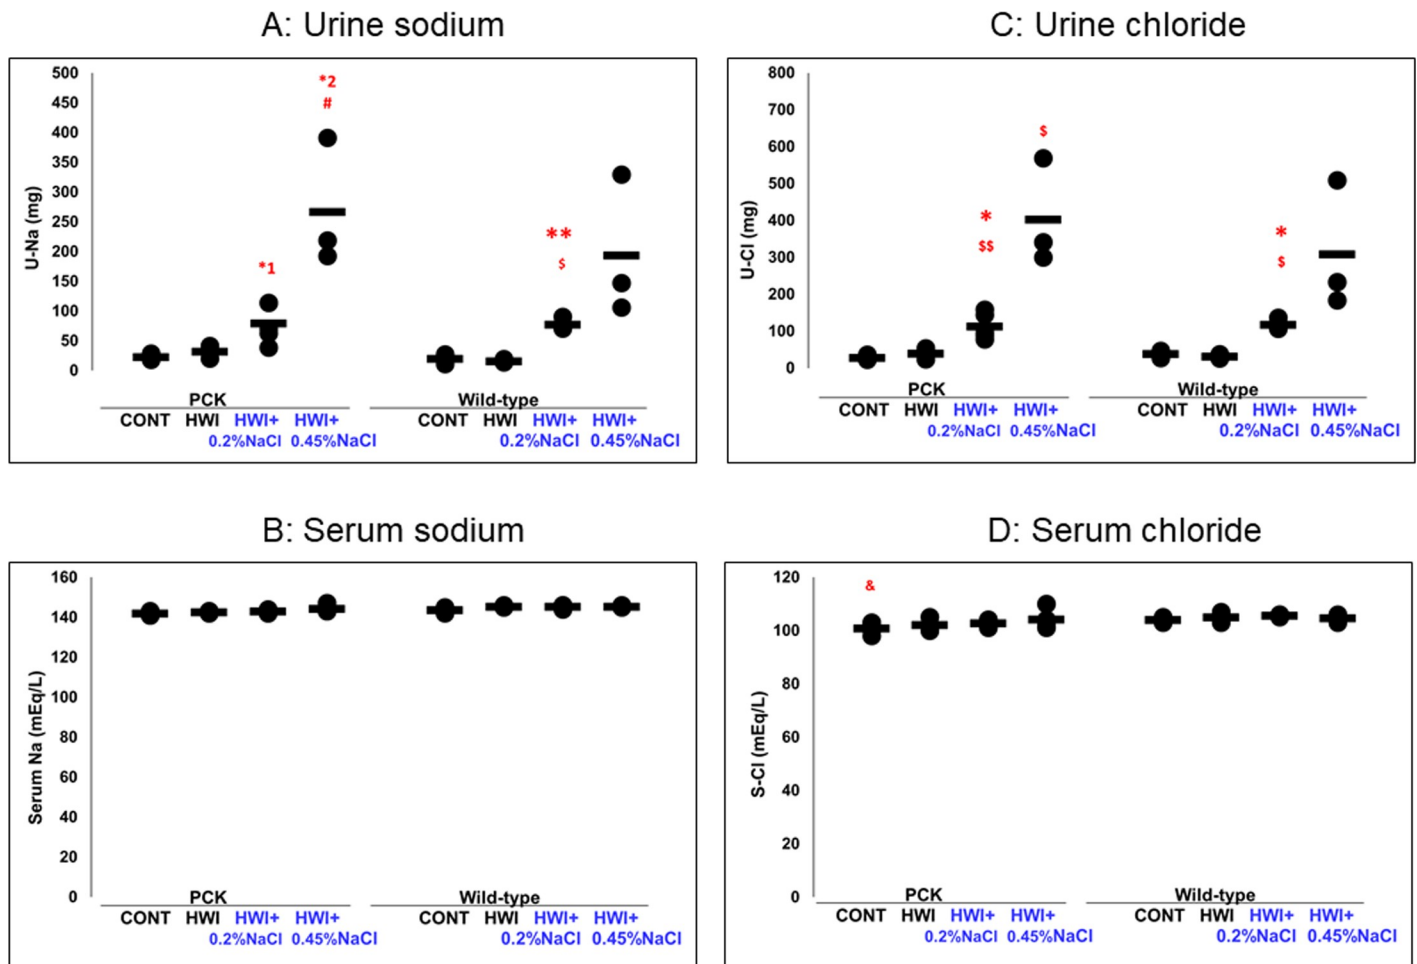 A: Urine sodium
500
450
400
350
300
250
200
150
100
50
0
U-Na (mg)
*2
#
*1
**
$
PCK
Wild-type
CONT HWI HWI+ HWI+ CONT HWI HWI+ HWI+
0.2%NaCl 0.45%NaCl 0.2%NaCl 0.45%NaCl
C: Urine chloride
800
700
600
500
400
300
200
100
0
U-Cl (mg)
$
*
$$
*
$
PCK
Wild-type
CONT HWI HWI+ HWI+ CONT HWI HWI+ HWI+
0.2%NaCl 0.45%NaCl 0.2%NaCl 0.45%NaCl
B: Serum sodium
160
140
120
100
80
60
40
20
0
Serum Na (mEq/L)
PCK
Wild-type
CONT HWI HWI+ HWI+ CONT HWI HWI+ HWI+
0.2%NaCl 0.45%NaCl 0.2%NaCl 0.45%NaCl
D: Serum chloride
120
100
80
60
40
20
0
S-Cl (mEq/L)
&
PCK
Wild-type
CONT HWI HWI+ HWI+ CONT HWI HWI+ HWI+
0.2%NaCl 0.45%NaCl 0.2%NaCl 0.45%NaCl